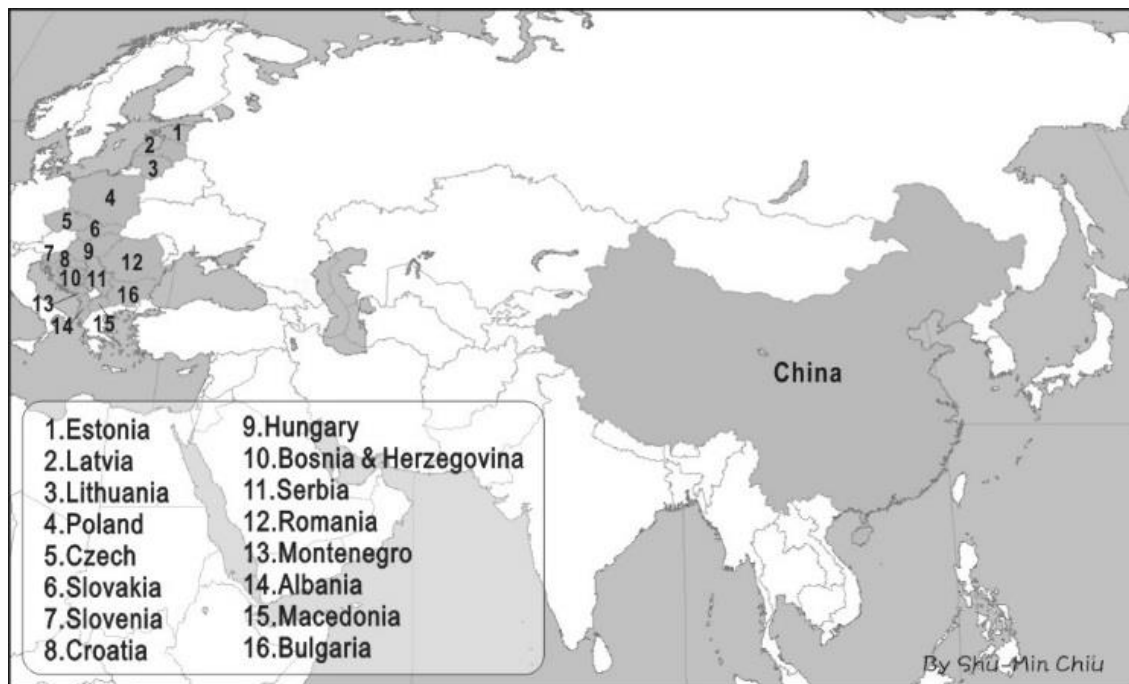 1
2
3
4
5
6
7
8
9
12
10
11
16
13
14
15
China
1.Estonia
2.Latvia
3.Lithuania
4.Poland
5.Czech
6.Slovakia
7.Slovenia
8.Croatia
9.Hungary
10.Bosnia & Herzegovina
11.Serbia
12.Romania
13.Montenegro
14.Albania
15.Macedonia
16.Bulgaria
By Shu-Min Chiu